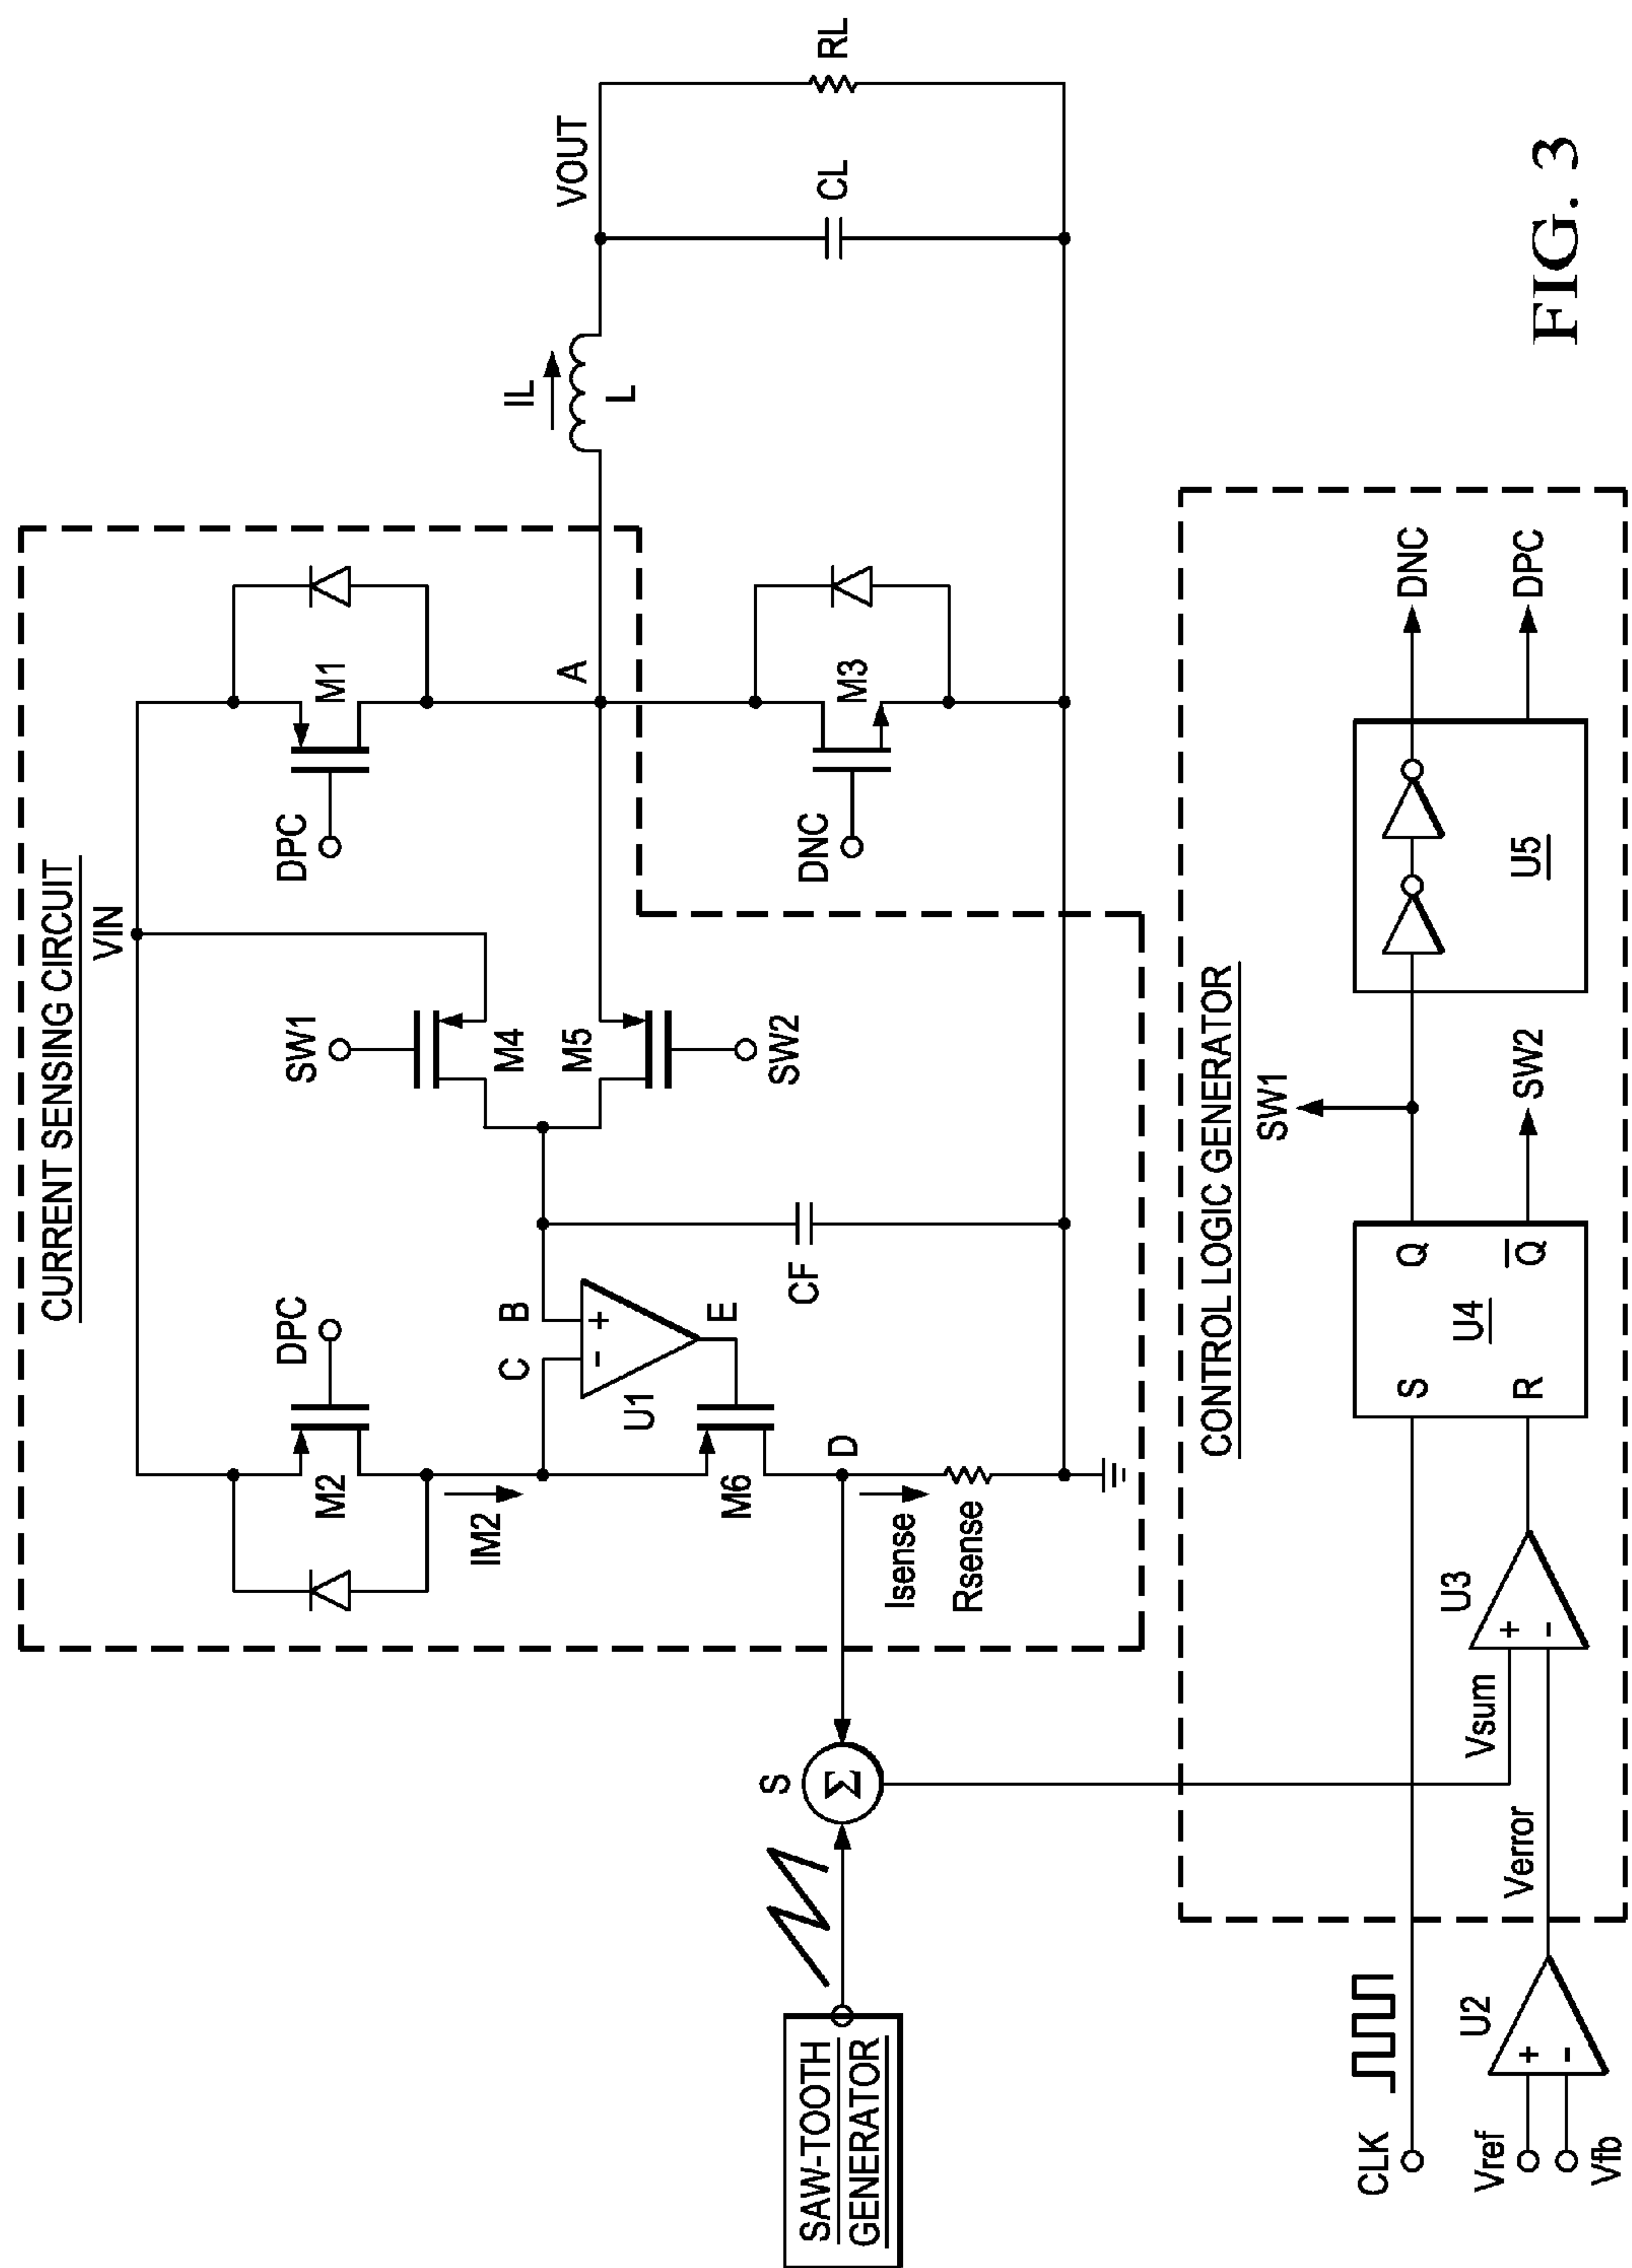 CURRENT SENSING CIRCUIT
VIN
DPC
M2
IM2
C
B
- +
U1
E
M6
D
Isense
Rsense
CF
SW1
M4
M5
SW2
DPC
M1
A
DNC
M3
IL
L
VOUT
CL
RL
SAW-TOOTH
GENERATOR
S
Σ
CONTROL LOGIC GENERATOR
CLK
Vref
Vfb
+
-
U2
Verror
Vsum
+
-
U3
S
R
U4
Q
Q̅
SW1
SW2
U5
DNC
DPC
FIG. 3